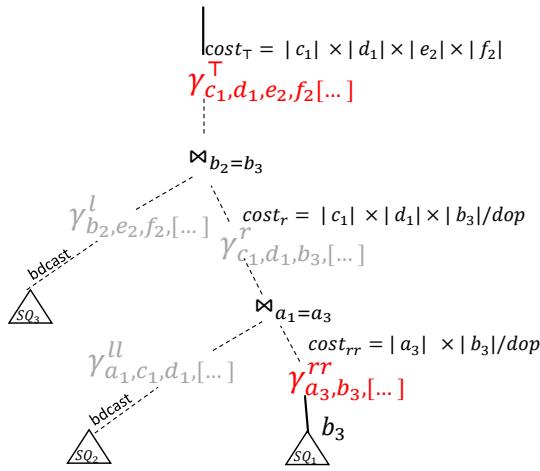 cost⊤ = | c₁| ×| d₁| ×| e₂| ×| f₂|
γ⊤c₁,d₁,e₂,f₂[… ]
⋈ b₂=b₃
γˡb₂,e₂,f₂,[… ]
costᵣ = | c₁| ×| d₁| ×| b₃|/dop
γʳc₁,d₁,b₃,[… ]
bdcast
SQ₃
⋈ a₁=a₃
costᵣᵣ = | a₃| ×| b₃|/dop
γˡˡa₁,c₁,d₁,[… ]
γʳʳa₃,b₃,[… ]
bdcast
b₃
SQ₂
SQ₁